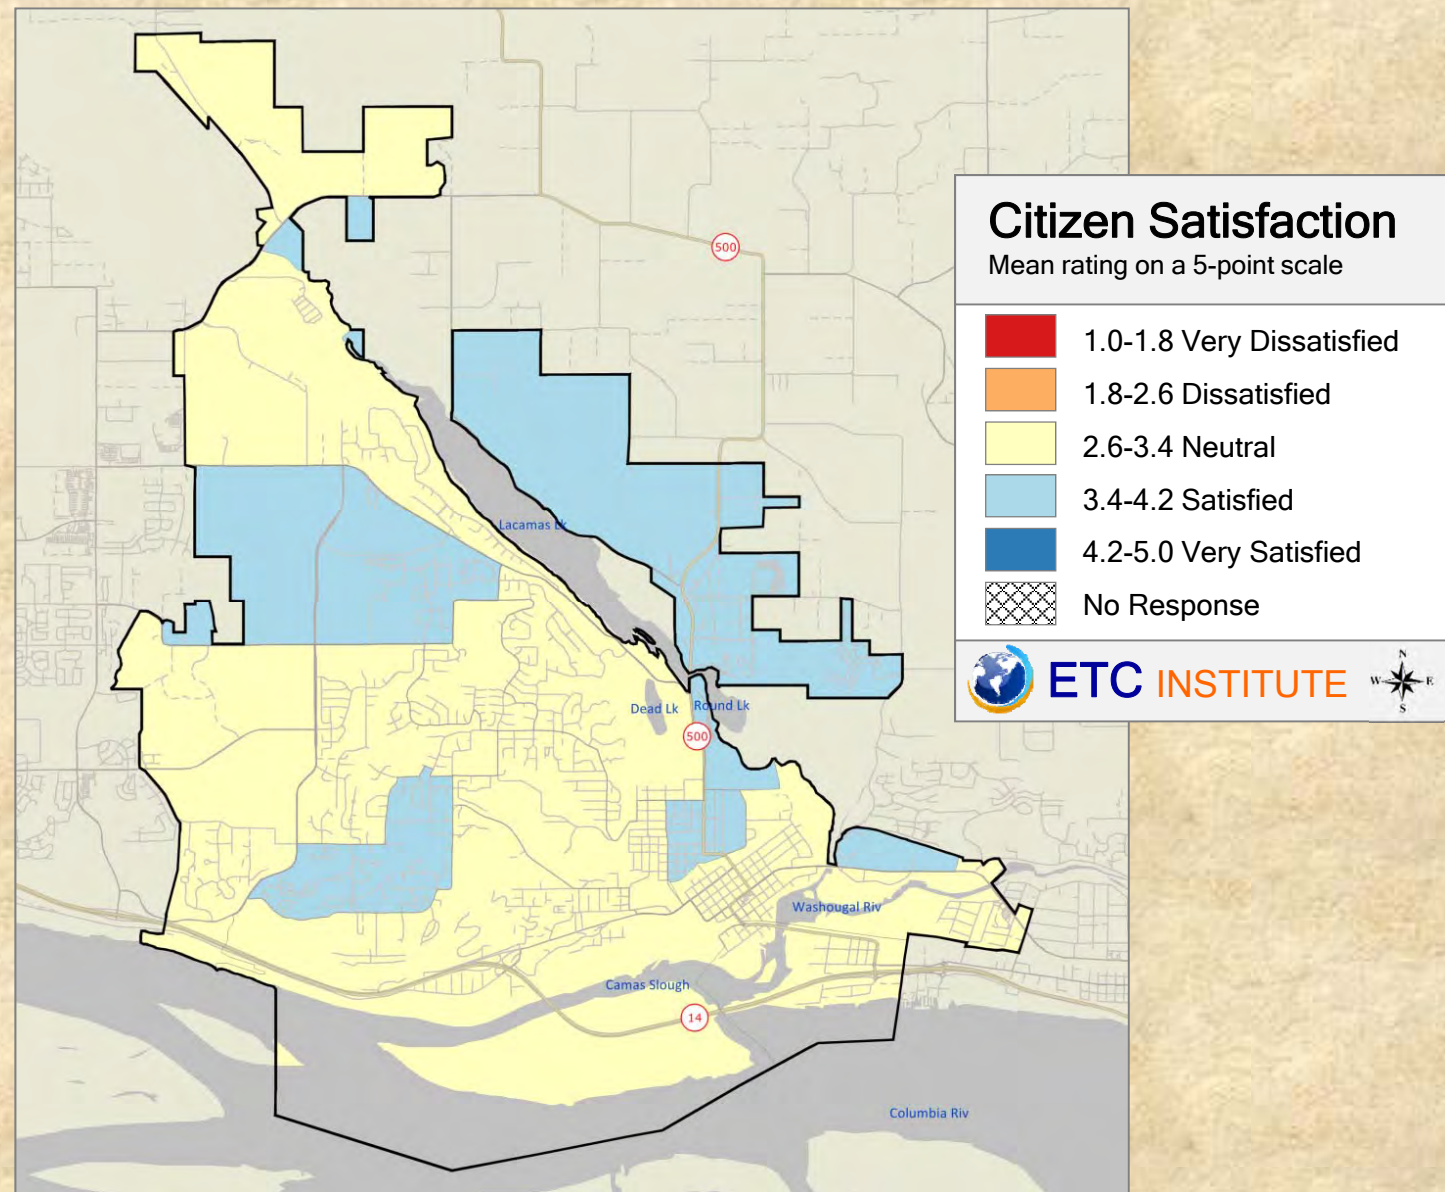 500
Citizen Satisfaction
Mean rating on a 5-point scale
1.0-1.8 Very Dissatisfied
1.8-2.6 Dissatisfied
2.6-3.4 Neutral
3.4-4.2 Satisfied
4.2-5.0 Very Satisfied
No Response
ETC INSTITUTE
N
W E
S
Lacamas Lk
Dead Lk Round Lk
500
Washougal Riv
Camas Slough
14
Columbia Riv